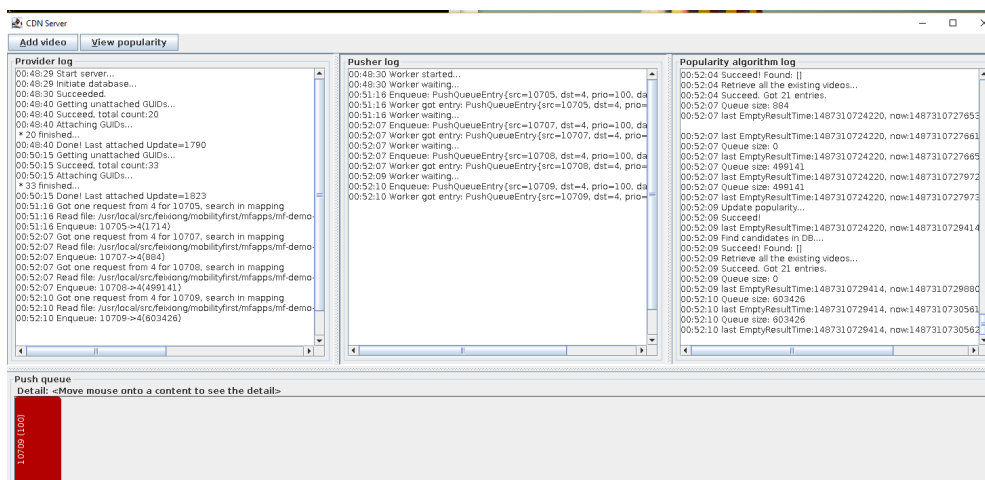 CDN Server
Add video
View popularity
Provider log
00:48:29 Start server...
00:48:29 Initiate database...
00:48:30 Succeeded.
00:48:40 Getting unattached GUIDs...
00:48:40 Succeed, total count:20
00:48:40 Attaching GUIDs...
* 20 finished...
00:48:40 Done! Last attached Update=1790
00:50:15 Getting unattached GUIDs...
00:50:15 Succeed, total count:33
00:50:15 Attaching GUIDs...
* 33 finished...
00:50:15 Done! Last attached Update=1823
00:51:16 Got one request from 4 for 10705, search in mapping
00:51:16 Read file: /usr/local/src/feixiong/mobilityfirst/mfapps/mf-demo-
00:51:16 Enqueue: 10705->4(1714)
00:52:07 Got one request from 4 for 10707, search in mapping
00:52:07 Read file: /usr/local/src/feixiong/mobilityfirst/mfapps/mf-demo-
00:52:07 Enqueue: 10707->4(884)
00:52:07 Got one request from 4 for 10708, search in mapping
00:52:07 Read file: /usr/local/src/feixiong/mobilityfirst/mfapps/mf-demo-
00:52:07 Enqueue: 10708->4(499141)
00:52:10 Got one request from 4 for 10709, search in mapping
00:52:10 Read file: /usr/local/src/feixiong/mobilityfirst/mfapps/mf-demo-
00:52:10 Enqueue: 10709->4(603426)
Pusher log
00:48:30 Worker started...
00:48:30 Worker waiting...
00:51:16 Enqueue: PushQueueEntry{src=10705, dst=4, prio=100, da
00:51:16 Worker got entry: PushQueueEntry{src=10705, dst=4, prio=
00:51:16 Worker waiting...
00:52:07 Enqueue: PushQueueEntry{src=10707, dst=4, prio=100, da
00:52:07 Worker got entry: PushQueueEntry{src=10707, dst=4, prio=
00:52:07 Worker waiting...
00:52:07 Enqueue: PushQueueEntry{src=10708, dst=4, prio=100, da
00:52:07 Worker got entry: PushQueueEntry{src=10708, dst=4, prio=
00:52:09 Worker waiting...
00:52:10 Enqueue: PushQueueEntry{src=10709, dst=4, prio=100, da
00:52:10 Worker got entry: PushQueueEntry{src=10709, dst=4, prio=
Popularity algorithm log
00:52:04 Succeed! Found: []
00:52:04 Retrieve all the existing videos...
00:52:04 Succeed. Got 21 entries.
00:52:07 Queue size: 884
00:52:07 last EmptyResultTime:1487310724220, now:1487310727653
00:52:07 last EmptyResultTime:1487310724220, now:1487310727661
00:52:07 Queue size: 0
00:52:07 last EmptyResultTime:1487310724220, now:1487310727665
00:52:07 Queue size: 499141
00:52:07 last EmptyResultTime:1487310724220, now:1487310727972
00:52:07 Queue size: 499141
00:52:07 last EmptyResultTime:1487310724220, now:1487310727973
00:52:09 Update popularity...
00:52:09 Succeed!
00:52:09 last EmptyResultTime:1487310724220, now:1487310729414
00:52:09 Find candidates in DB....
00:52:09 Succeed! Found: []
00:52:09 Retrieve all the existing videos...
00:52:09 Succeed. Got 21 entries.
00:52:09 Queue size: 0
00:52:09 last EmptyResultTime:1487310729414, now:1487310729880
00:52:10 Queue size: 603426
00:52:10 last EmptyResultTime:1487310729414, now:1487310730561
00:52:10 Queue size: 603426
00:52:10 last EmptyResultTime:1487310729414, now:1487310730562
Push queue
Detail: <Move mouse onto a content to see the detail>
10709 (100)